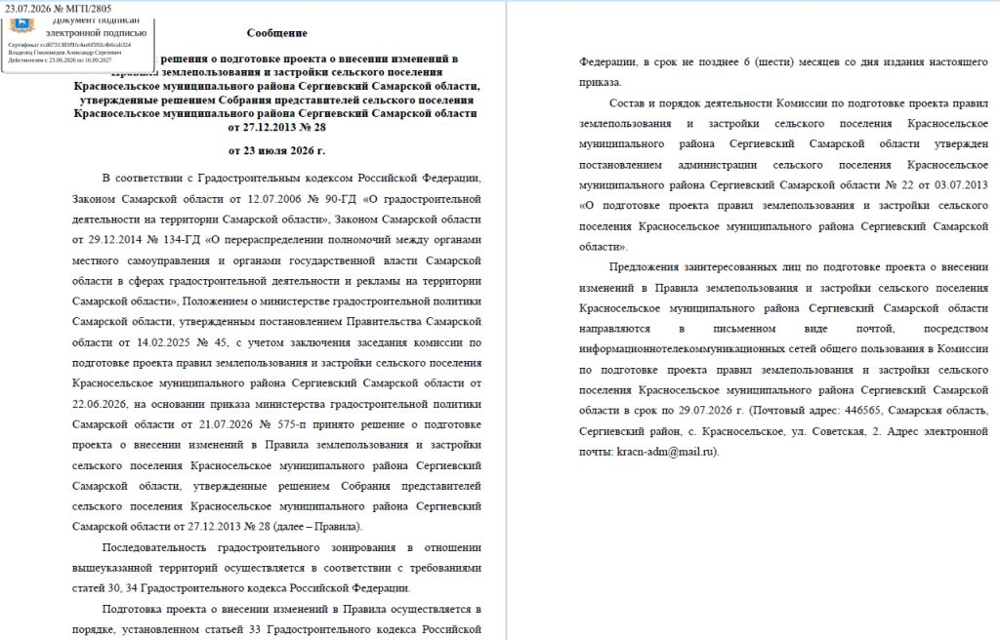 23.07.2026 № МГП/2805
Документ подписан
электронной подписью
Владелец Гниломедов Александр Сергеевич
Действителен с 23.06.2026 по 16.09.2027
Сообщение
решения о подготовке проекта о внесении изменений в
Правила землепользования и застройки сельского поселения
Красносельское муниципального района Сергиевский Самарской области,
утвержденные решением Собрания представителей сельского поселения
Красносельское муниципального района Сергиевский Самарской области
от 27.12.2013 № 28
от 23 июля 2026 г.
В соответствии с Градостроительным кодексом Российской Федерации,
Законом Самарской области от 12.07.2006 № 90-ГД «О градостроительной
деятельности на территории Самарской области», Законом Самарской области
от 29.12.2014 № 134-ГД «О перераспределении полномочий между органами
местного самоуправления и органами государственной власти Самарской
области в сферах градостроительной деятельности и рекламы на территории
Самарской области», Положением о министерстве градостроительной политики
Самарской области, утвержденным постановлением Правительства Самарской
области от 14.02.2025 № 45, с учетом заключения заседания комиссии по
подготовке проекта правил землепользования и застройки сельского поселения
Красносельское муниципального района Сергиевский Самарской области от
22.06.2026, на основании приказа министерства градостроительной политики
Самарской области от 21.07.2026 № 575-п принято решение о подготовке
проекта о внесении изменений в Правила землепользования и застройки
сельского поселения Красносельское муниципального района Сергиевский
Самарской области, утвержденные решением Собрания представителей
сельского поселения Красносельское муниципального района Сергиевский
Самарской области от 27.12.2013 № 28 (далее – Правила).
Последовательность градостроительного зонирования в отношении
вышеуказанной территорий осуществляется в соответствии с требованиями
статей 30, 34 Градостроительного кодекса Российской Федерации.
Подготовка проекта о внесении изменений в Правила осуществляется в
порядке, установленном статьей 33 Градостроительного кодекса Российской
Федерации, в срок не позднее 6 (шести) месяцев со дня издания настоящего
приказа.
Состав и порядок деятельности Комиссии по подготовке проекта правил
землепользования и застройки сельского поселения Красносельское
муниципального района Сергиевский Самарской области утвержден
постановлением администрации сельского поселения Красносельское
муниципального района Сергиевский Самарской области № 22 от 03.07.2013
«О подготовке проекта правил землепользования и застройки сельского
поселения Красносельское муниципального района Сергиевский Самарской
области».
Предложения заинтересованных лиц по подготовке проекта о внесении
изменений в Правила землепользования и застройки сельского поселения
Красносельское муниципального района Сергиевский Самарской области
направляются в письменном виде почтой, посредством
информационнотелекоммуникационных сетей общего пользования в Комиссии
по подготовке проекта правил землепользования и застройки сельского
поселения Красносельское муниципального района Сергиевский Самарской
области в срок по 29.07.2026 г. (Почтовый адрес: 446565, Самарская область,
Сергиевский район, с. Красносельское, ул. Советская, 2. Адрес электронной
почты: kracn-adm@mail.ru).